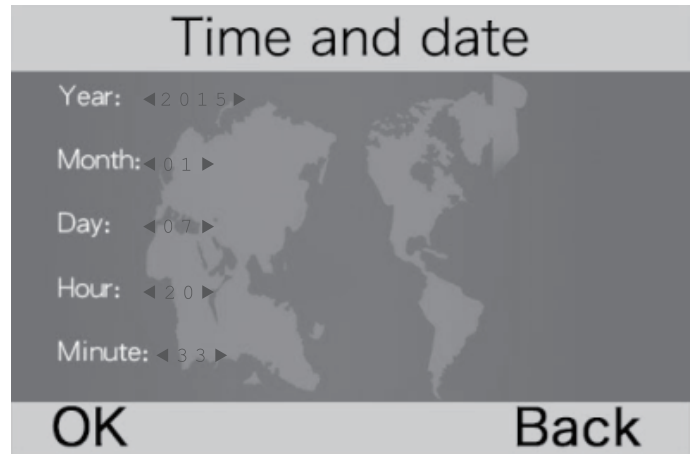 Time and date
Year: ◀2015▶
Month: ◀01▶
Day: ◀07▶
Hour: ◀20▶
Minute: ◀33▶
OK Back